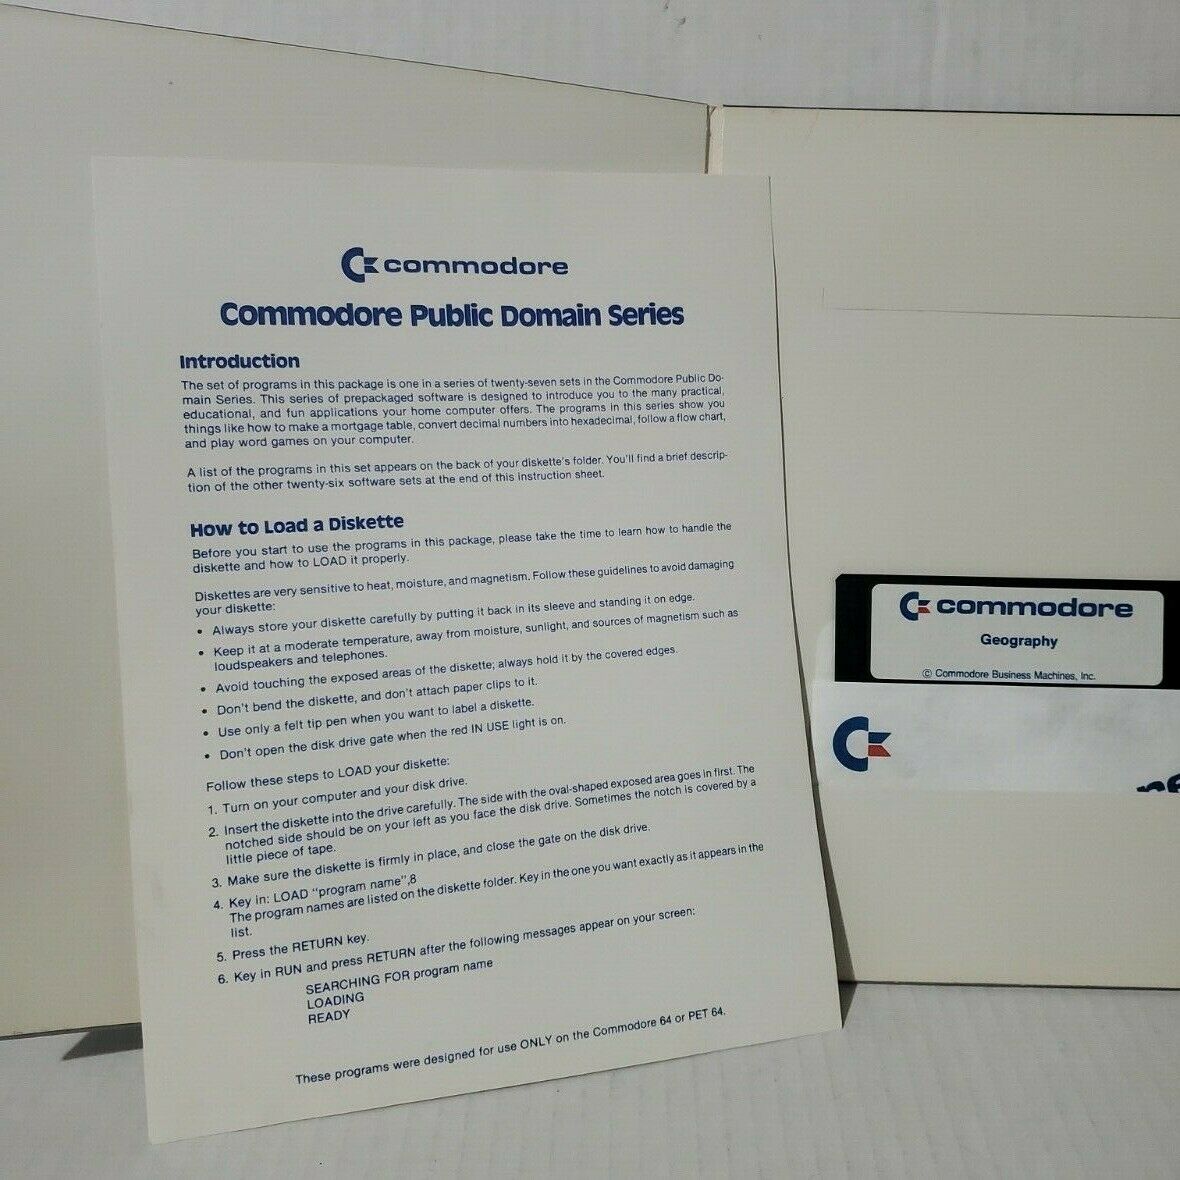 commodore
Commodore Public Domain Series
Introduction
The set of programs in this package is one in a series of twenty-seven sets in the Commodore Public Do-
main Series. This series of prepackaged software is designed to introduce you to the many practical,
educational, and fun applications your home computer offers. The programs in this series show you
things like how to make a mortgage table, convert decimal numbers into hexadecimal, follow a flow chart,
and play word games on your computer.
A list of the programs in this set appears on the back of your diskette's folder. You'll find a brief descrip-
tion of the other twenty-six software sets at the end of this instruction sheet.
How to Load a Diskette
Before you start to use the programs in this package, please take the time to learn how to handle the
diskette and how to LOAD it properly.
Diskettes are very sensitive to heat, moisture, and magnetism. Follow these guidelines to avoid damaging
your diskette:
• Always store your diskette carefully by putting it back in its sleeve and standing it on edge.
• Keep it at a moderate temperature, away from moisture, sunlight, and sources of magnetism such as
loudspeakers and telephones.
• Avoid touching the exposed areas of the diskette; always hold it by the covered edges.
• Don't bend the diskette, and don't attach paper clips to it.
• Use only a felt tip pen when you want to label a diskette.
• Don't open the disk drive gate when the red IN USE light is on.
Follow these steps to LOAD your diskette:
1. Turn on your computer and your disk drive.
2. Insert the diskette into the drive carefully. The side with the oval-shaped exposed area goes in first. The
notched side should be on your left as you face the disk drive. Sometimes the notch is covered by a
little piece of tape.
3. Make sure the diskette is firmly in place, and close the gate on the disk drive.
4. Key in: LOAD "program name",8
The program names are listed on the diskette folder. Key in the one you want exactly as it appears in the
list.
5. Press the RETURN key.
6. Key in RUN and press RETURN after the following messages appear on your screen:
SEARCHING FOR program name
LOADING
READY
These programs were designed for use ONLY on the Commodore 64 or PET 64.
commodore
Geography
© Commodore Business Machines, Inc.